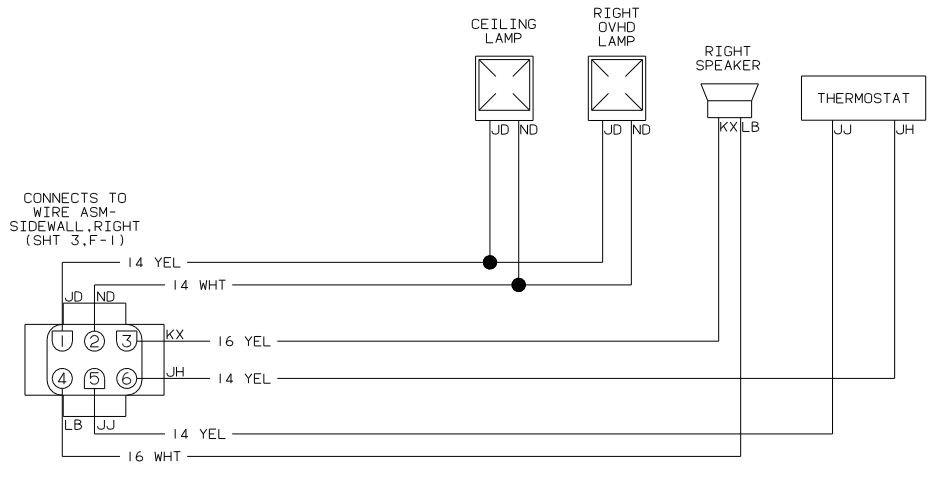 CEILING
LAMP
RIGHT
OVHD
LAMP
RIGHT
SPEAKER
THERMOSTAT
JD
ND
JD
ND
KX
LB
JJ
JH
CONNECTS TO
WIRE ASM-
SIDEWALL,RIGHT
(SHT 3,F-1)
14 YEL
14 WHT
JD
ND
1
2
3
KX
16 YEL
4
5
6
JH
14 YEL
LB
JJ
14 YEL
16 WHT